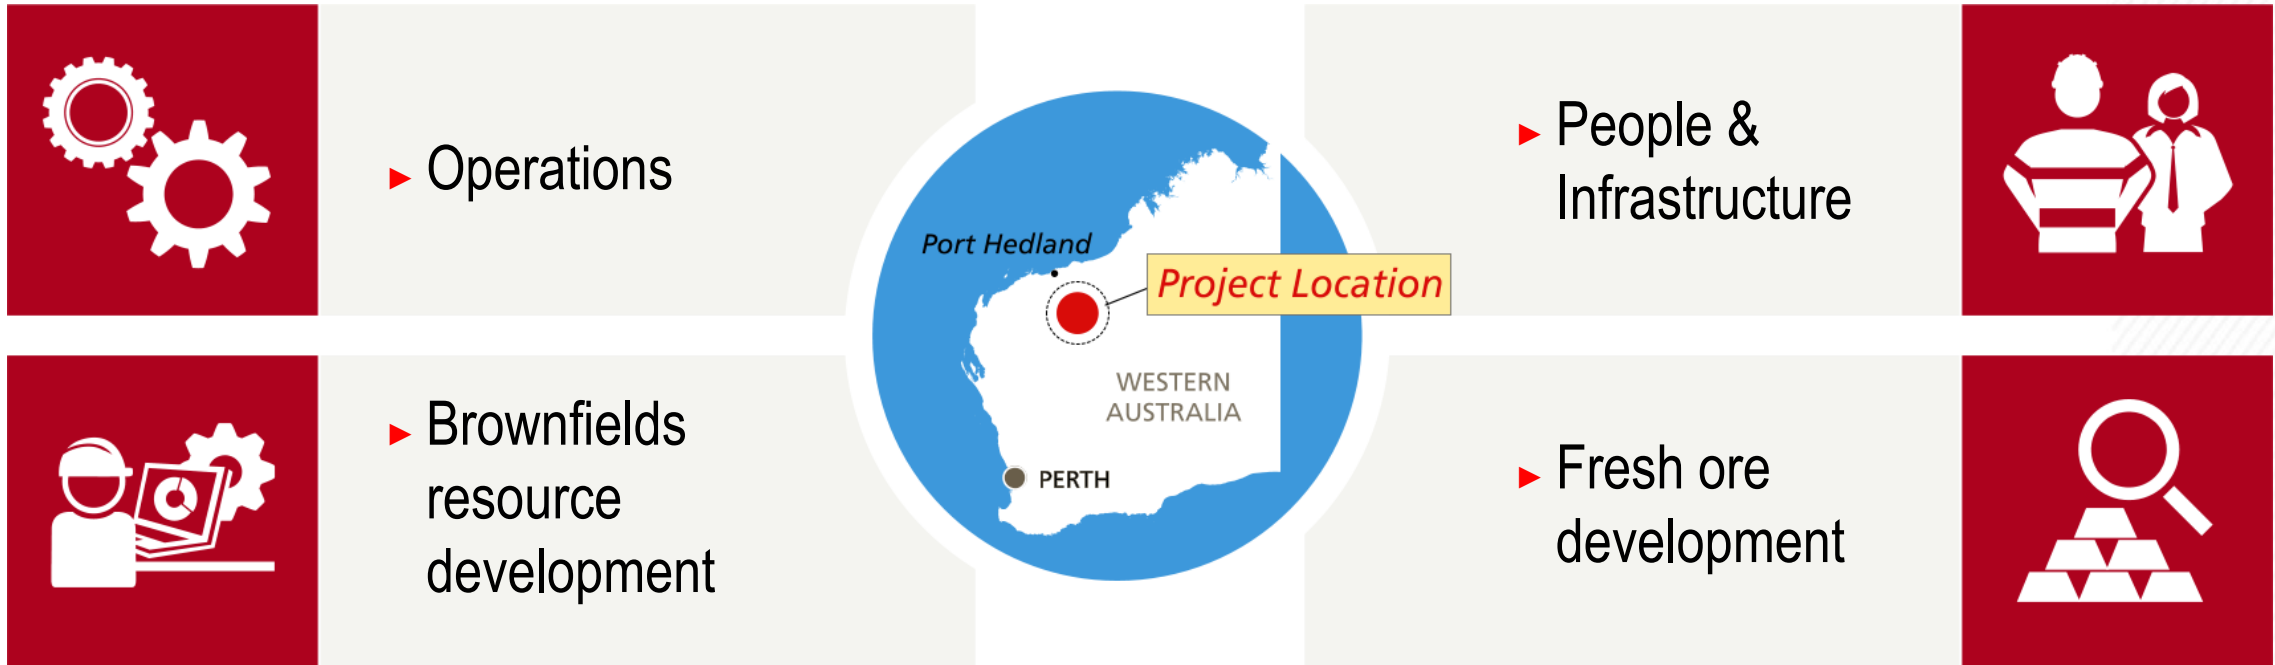 ► Operations
► Brownfields
resource
development
Port Hedland
Project Location
WESTERN
AUSTRALIA
PERTH
► People &
Infrastructure
► Fresh ore
development